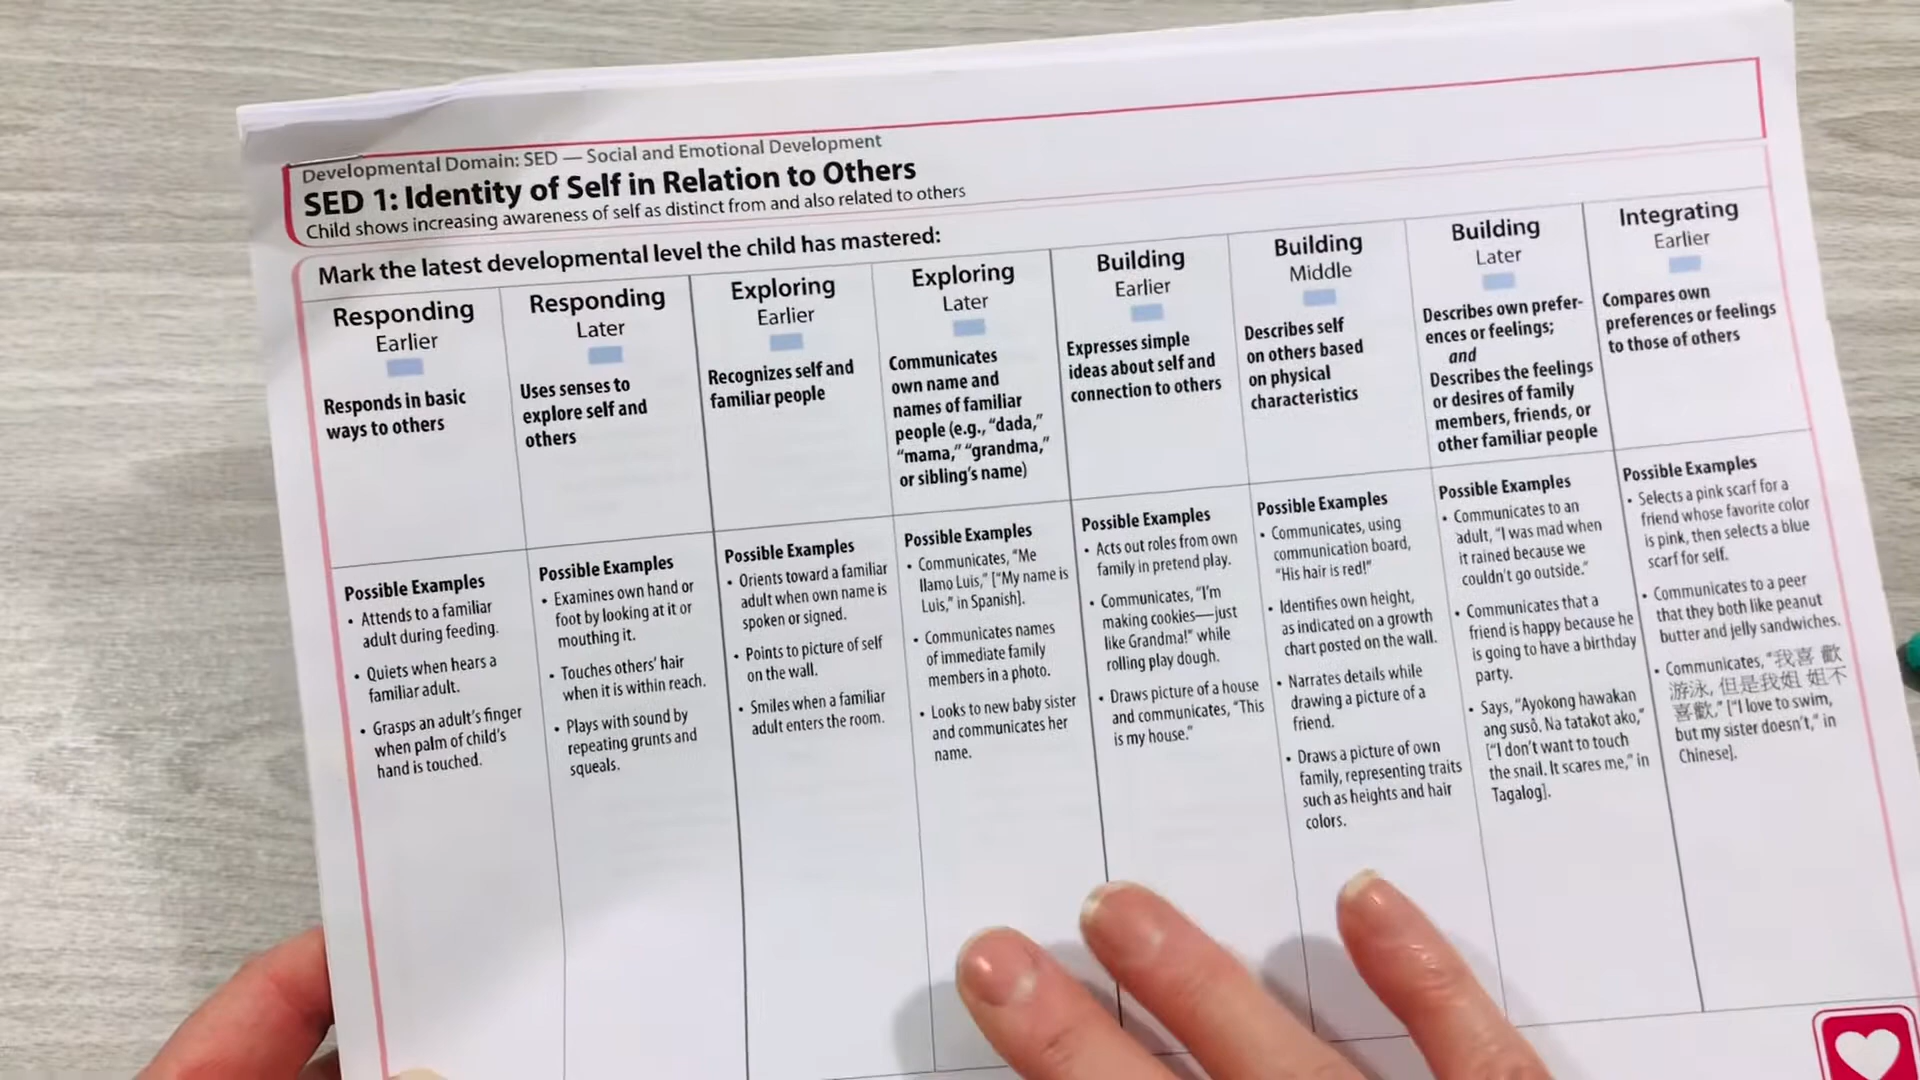 Developmental Domain: SED — Social and Emotional Development
SED 1: Identity of Self in Relation to Others
Child shows increasing awareness of self as distinct from and also related to others
Mark the latest developmental level the child has mastered:
Responding
Earlier
Responds in basic
ways to others
Possible Examples
• Attends to a familiar
adult during feeding.
• Quiets when hears a
familiar adult.
• Grasps an adult's finger
when palm of child's
hand is touched.
Responding
Later
Uses senses to
explore self and
others
Possible Examples
• Examines own hand or
foot by looking at it or
mouthing it.
• Touches others' hair
when it is within reach.
• Plays with sound by
repeating grunts and
squeals.
Exploring
Earlier
Recognizes self and
familiar people
Possible Examples
• Orients toward a familiar
adult when own name is
spoken or signed.
• Points to picture of self
on the wall.
• Smiles when a familiar
adult enters the room.
Exploring
Later
Communicates
own name and
names of familiar
people (e.g., "dada,"
"mama," "grandma,"
or sibling's name)
Possible Examples
• Communicates, "Me
llamo Luis," ["My name is
Luis," in Spanish].
• Communicates names
of immediate family
members in a photo.
• Looks to new baby sister
and communicates her
name.
Building
Earlier
Expresses simple
ideas about self and
connection to others
Possible Examples
• Acts out roles from own
family in pretend play.
• Communicates, "I'm
making cookies—just
like Grandma!" while
rolling play dough.
• Draws picture of a house
and communicates, "This
is my house."
Building
Middle
Describes self
on others based
on physical
characteristics
Possible Examples
• Communicates, using
communication board,
"His hair is red!"
• Identifies own height,
as indicated on a growth
chart posted on the wall.
• Narrates details while
drawing a picture of a
friend.
• Draws a picture of own
family, representing traits
such as heights and hair
colors.
Building
Later
Describes own prefer-
ences or feelings;
and
Describes the feelings
or desires of family
members, friends, or
other familiar people
Possible Examples
• Communicates to an
adult, "I was mad when
it rained because we
couldn't go outside."
• Communicates that a
friend is happy because he
is going to have a birthday
party.
• Says, "Ayokong hawakan
ang susô. Na tatakot ako,"
["I don't want to touch
the snail. It scares me," in
Tagalog].
Integrating
Earlier
Compares own
preferences or feelings
to those of others
Possible Examples
• Selects a pink scarf for a
friend whose favorite color
is pink, then selects a blue
scarf for self.
• Communicates to a peer
that they both like peanut
butter and jelly sandwiches.
• Communicates, "我喜 歡
游泳, 但是我姐 姐不
喜歡," ["I love to swim,
but my sister doesn't," in
Chinese].